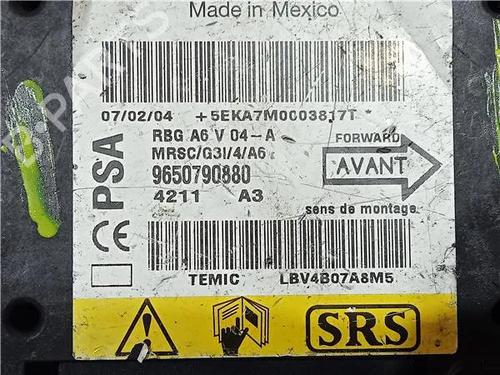 Made in Mexico
07/02/04 +5EKA7M0003817T
RBG A6 V 04-A
MRSC/G3I/4/A6
9650790880
4211 A3
PSA
CE
FORWARD
AVANT
sens de montage
TEMIC LBV4B07A8M5
SRS